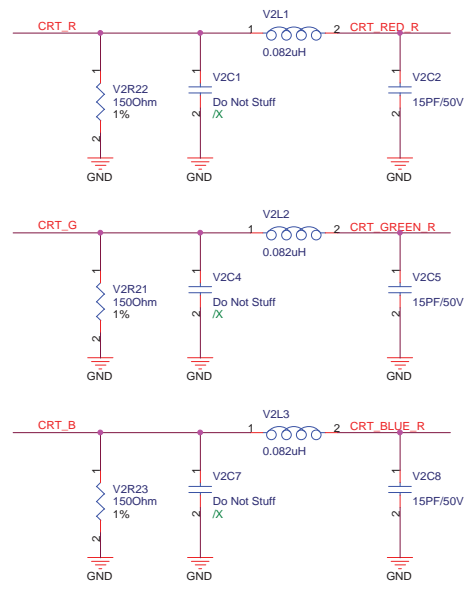 V2L1
CRT_R
1
2
CRT_RED_R
0.082uH
1
V2R22
150Ohm
1%
2
GND
1
V2C1
Do Not Stuff
/X
2
GND
1
V2C2
15PF/50V
2
GND
V2L2
CRT_G
1
2
CRT_GREEN_R
0.082uH
1
V2R21
150Ohm
1%
2
GND
1
V2C4
Do Not Stuff
/X
2
GND
1
V2C5
15PF/50V
2
GND
V2L3
CRT_B
1
2
CRT_BLUE_R
0.082uH
1
V2R23
150Ohm
1%
2
GND
1
V2C7
Do Not Stuff
/X
2
GND
1
V2C8
15PF/50V
2
GND